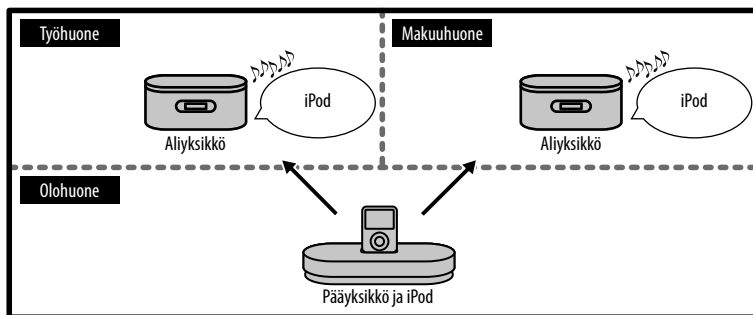 Työhuone
Makuuhuone
iPod
iPod
Aliyksikkö
Aliyksikkö
Olohuone
Pääyksikkö ja iPod